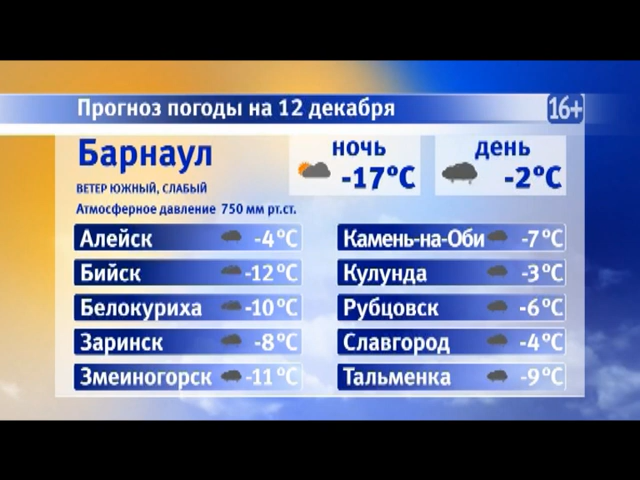 Прогноз погоды на 12 декабря 16+
Барнаул
ночь -17°C
день -2°C
ВЕТЕР ЮЖНЫЙ, СЛАБЫЙ
Атмосферное давление 750 мм рт.ст.
Алейск -4°C
Бийск -12°C
Белокуриха -10°C
Заринск -8°C
Змеиногорск -11°C
Камень-на-Оби -7°C
Кулунда -3°C
Рубцовск -6°C
Славгород -4°C
Тальменка -9°C